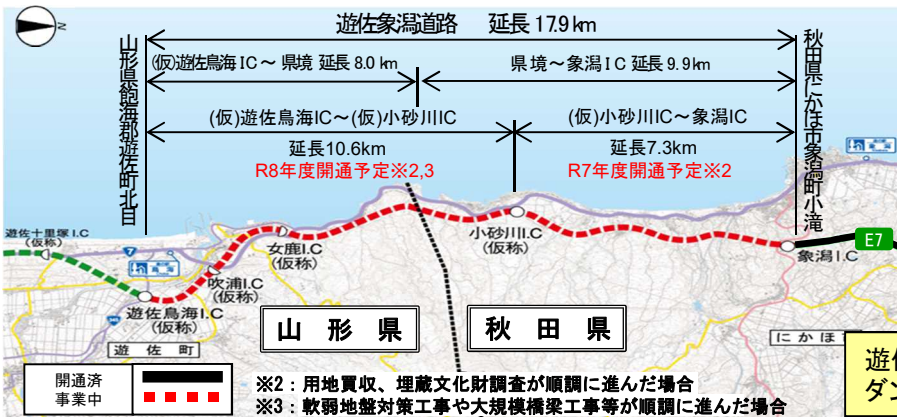 N
遊佐象潟道路 延長 17.9 km
(仮)遊佐鳥海 IC ～ 県境 延長 8.0 km
県境～象潟ＩＣ 延長 9.9 km
山形県飽海郡遊佐町北目
秋田県にかほ市象潟町小滝
(仮)遊佐鳥海IC～(仮)小砂川IC
延長10.6km
R8年度開通予定※2,3
(仮)小砂川IC～象潟IC
延長7.3km
R7年度開通予定※2
遊佐十里塚I.C
(仮称)
7
女鹿I.C
(仮称)
吹浦I.C
(仮称)
遊佐鳥海I.C
(仮称)
小砂川I.C
(仮称)
象潟I.C
E7
遊佐町
山形県
秋田県
にかほ
開通済
事業中
※2：用地買収、埋蔵文化財調査が順調に進んだ場合
※3：軟弱地盤対策工事や大規模橋梁工事等が順調に進んだ場合
遊
ダン